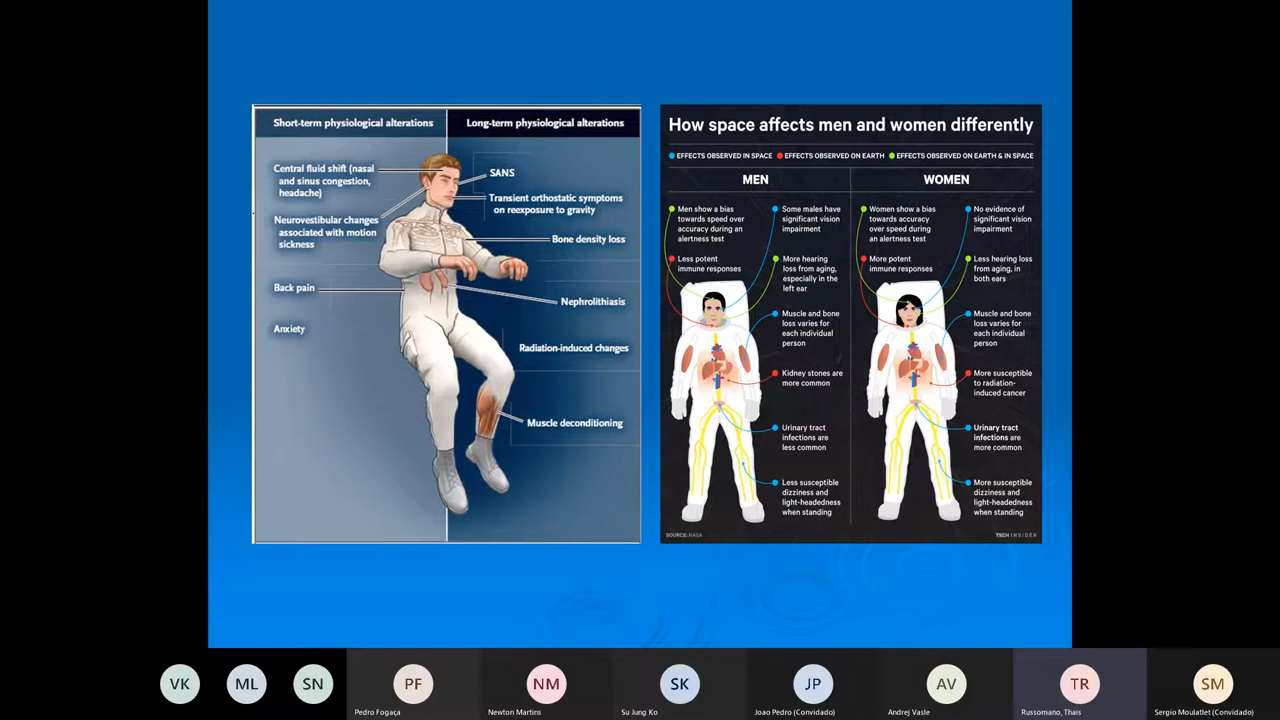 Short-term physiological alterations
Long-term physiological alterations
Central fluid shift (nasal
and sinus congestion,
headache)
Neurovestibular changes
associated with motion
sickness
Back pain
Anxiety
SANS
Transient orthostatic symptoms
on reexposure to gravity
Bone density loss
Nephrolithiasis
Radiation-induced changes
Muscle deconditioning
How space affects men and women differently
EFFECTS OBSERVED IN SPACE
EFFECTS OBSERVED ON EARTH
EFFECTS OBSERVED ON EARTH & IN SPACE
MEN
Men show a bias
towards speed over
accuracy during an
alertness test
Less potent
immune responses
Some males have
significant vision
impairment
More hearing
loss from aging,
especially in the
left ear
Muscle and bone
loss varies for
each individual
person
Kidney stones are
more common
Urinary tract
infections are
less common
Less susceptible
dizziness and
light-headedness
when standing
WOMEN
Women show a bias
towards accuracy
over speed during
an alertness test
More potent
immune responses
No evidence of
significant vision
impairment
Less hearing loss
from aging, in
both ears
Muscle and bone
loss varies for
each individual
person
More susceptible
to radiation-
induced cancer
Urinary tract
infections are
more common
More susceptible
dizziness and
light-headedness
when standing
SOURCE: NASA
TECH INSIDER
VK
ML
SN
PF
Pedro Fogaça
NM
Newton Martins
SK
Su Jung Ko
JP
Joao Pedro (Convidado)
AV
Andrej Vasle
TR
Russomano, Thais
SM
Sergio Moulatlet (Convidado)